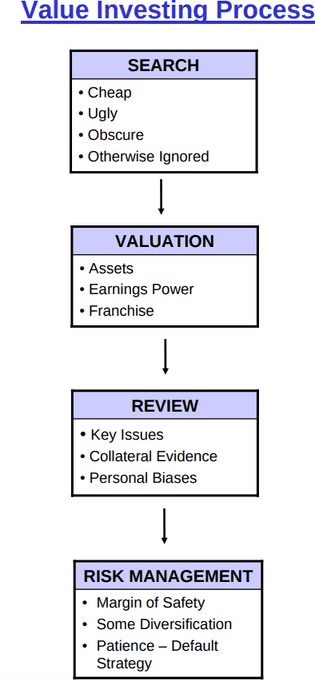 Value Investing Process
SEARCH
• Cheap
• Ugly
• Obscure
• Otherwise Ignored
VALUATION
• Assets
• Earnings Power
• Franchise
REVIEW
• Key Issues
• Collateral Evidence
• Personal Biases
RISK MANAGEMENT
• Margin of Safety
• Some Diversification
• Patience – Default
Strategy